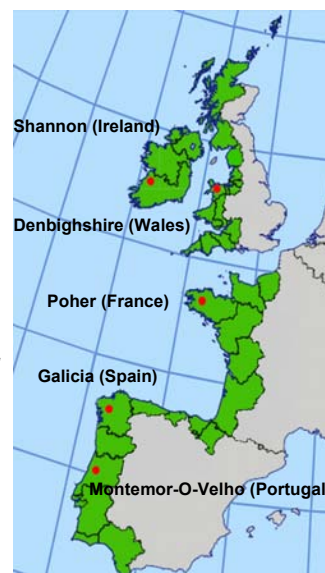 Shannon (Ireland)
Denbighshire (Wales)
Poher (France)
Galicia (Spain)
Montemor-O-Velho (Portugal